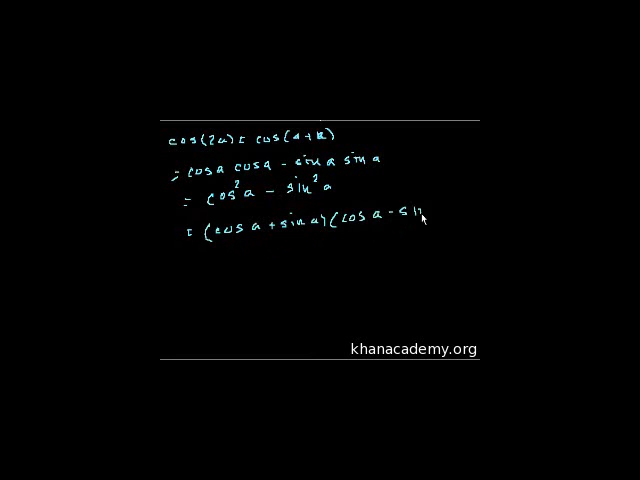 cos(2a) = cos(a+a)
= cos a cos a - sin a sin a
= cos² a - sin² a
= (cos a + sin a)(cos a - sin
khanacademy.org